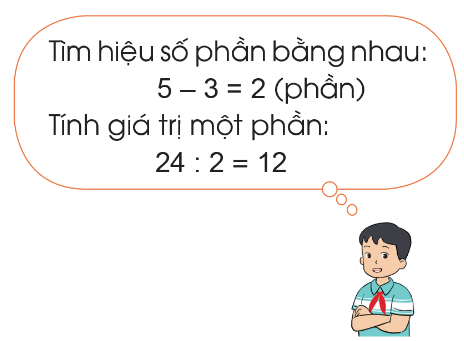 Tìm hiệu số phần bằng nhau:
5 – 3 = 2 (phần)
Tính giá trị một phần:
24 : 2 = 12